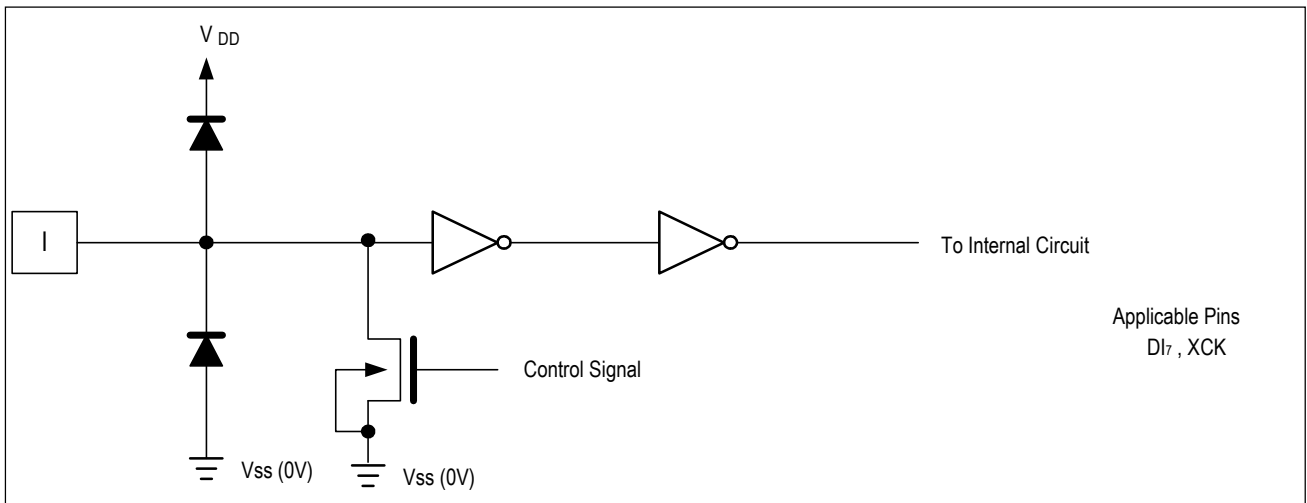 V DD
I
To Internal Circuit
Applicable Pins
DI₇ , XCK
Control Signal
Vss (0V)
Vss (0V)